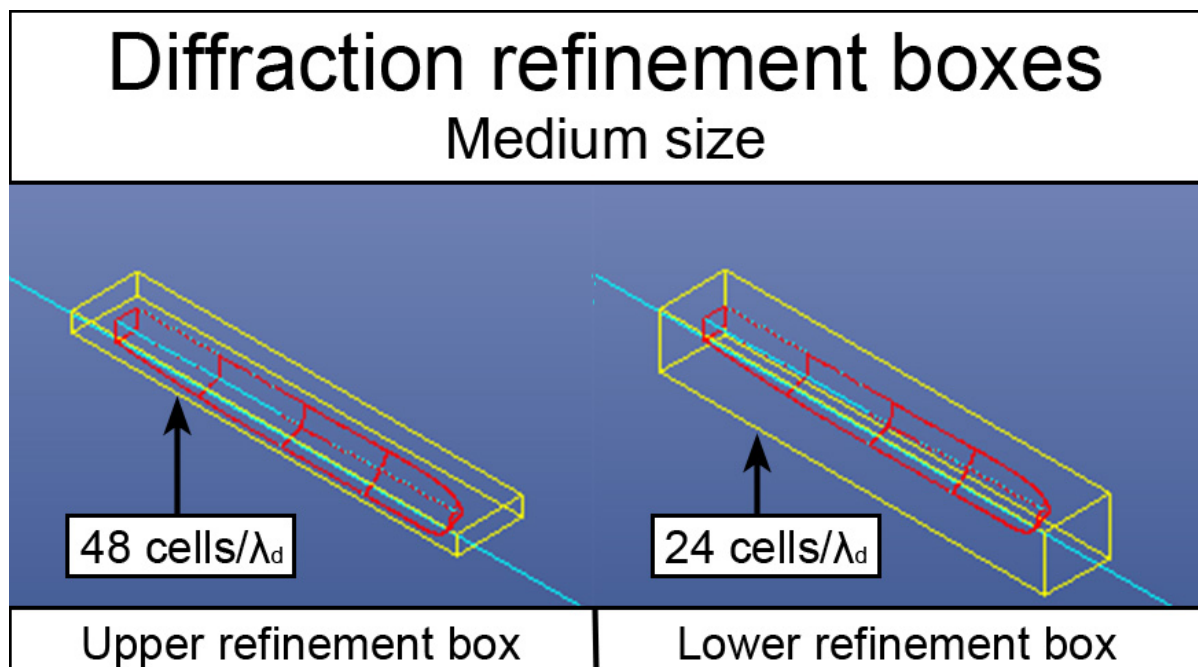 Diffraction refinement boxes
Medium size
48 cells/λd
24 cells/λd
Upper refinement box
Lower refinement box